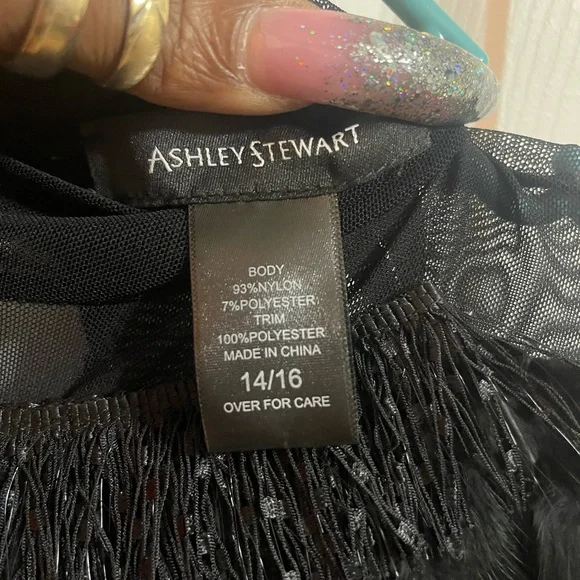 ASHLEY STEWART
BODY
93%NYLON
7%POLYESTER
TRIM
100%POLYESTER
MADE IN CHINA
14/16
OVER FOR CARE